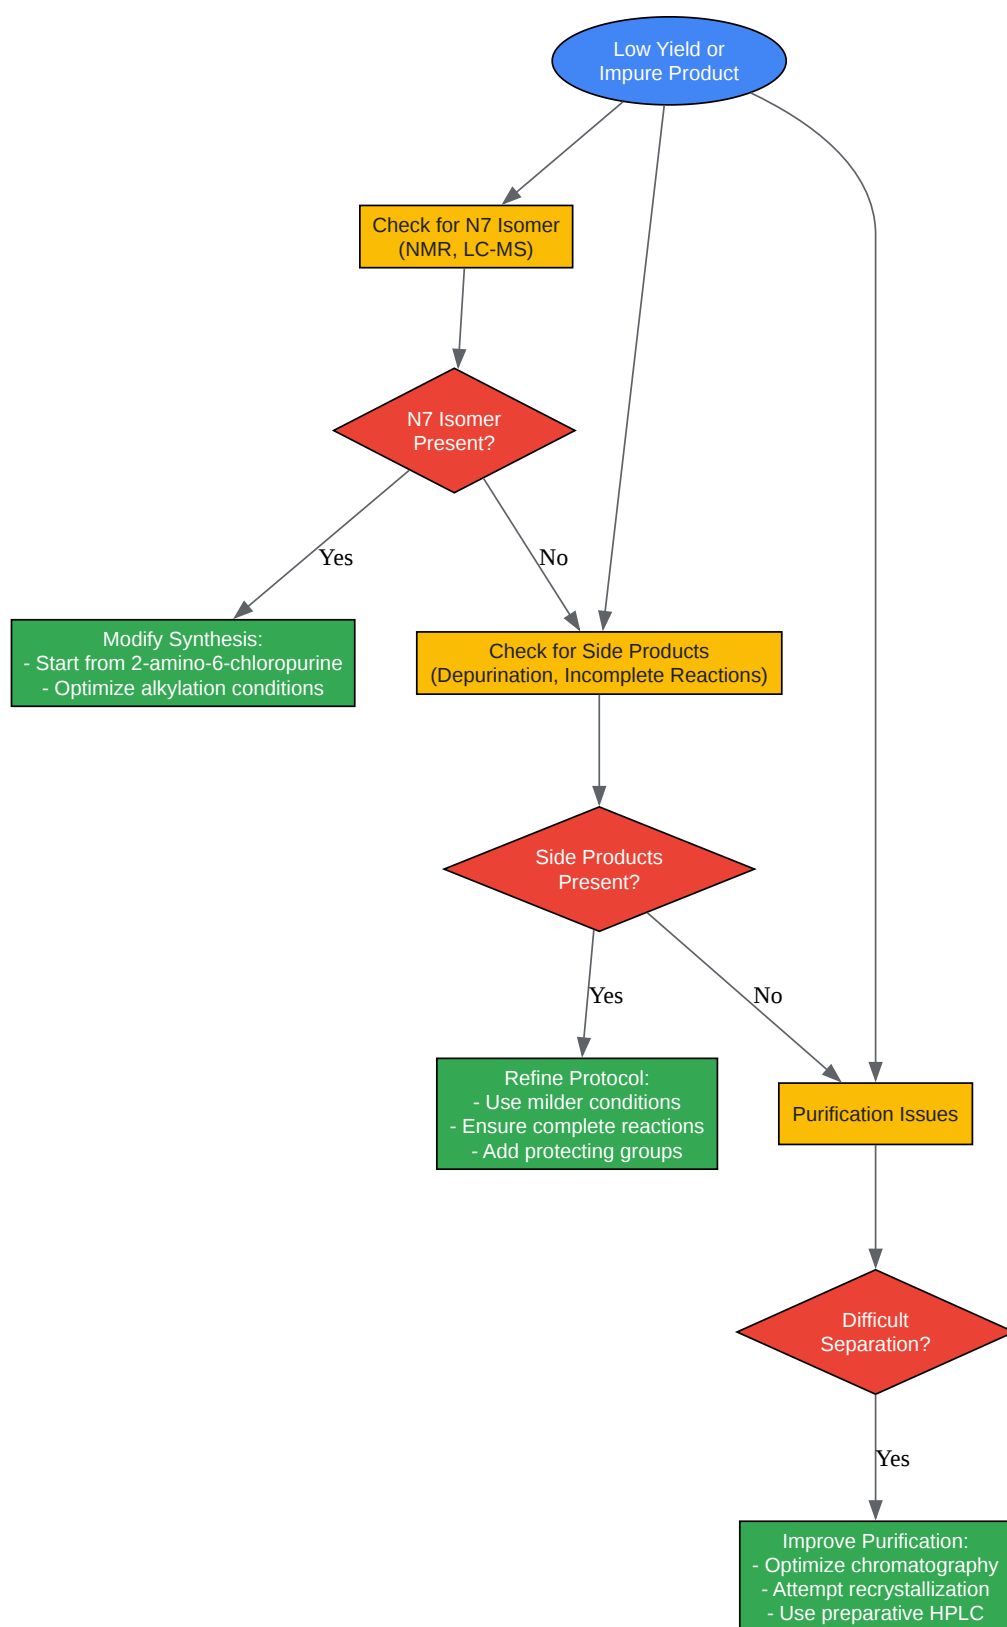 Low Yield or
Impure Product
Check for N7 Isomer
(NMR, LC-MS)
N7 Isomer
Present?
Yes
No
Modify Synthesis:
- Start from 2-amino-6-chloropurine
- Optimize alkylation conditions
Check for Side Products
(Depurination, Incomplete Reactions)
Side Products
Present?
Yes
No
Refine Protocol:
- Use milder conditions
- Ensure complete reactions
- Add protecting groups
Purification Issues
Difficult
Separation?
Yes
Improve Purification:
- Optimize chromatography
- Attempt recrystallization
- Use preparative HPLC